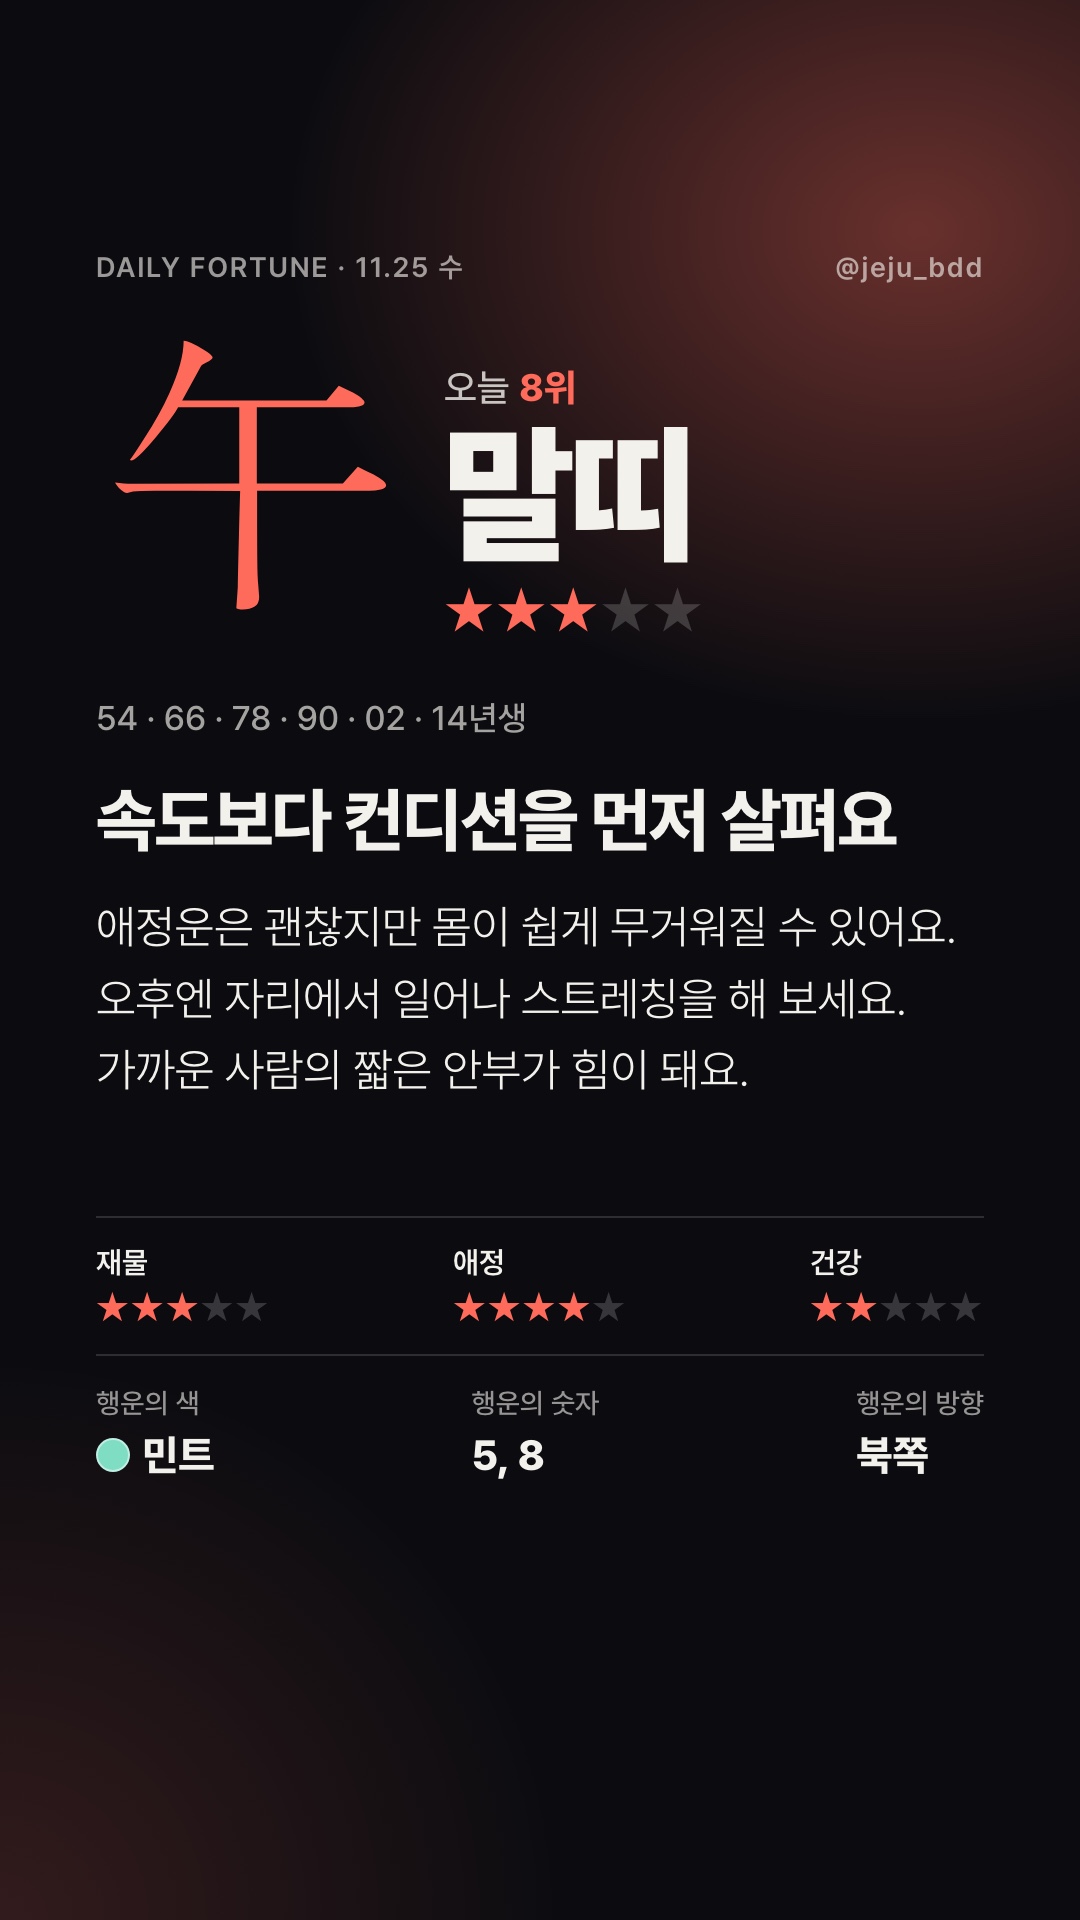 DAILY FORTUNE · 11.25 수
@jeju_bdd
午
오늘 8위
말띠
★★★★★
54 · 66 · 78 · 90 · 02 · 14년생
속도보다 컨디션을 먼저 살펴요
애정운은 괜찮지만 몸이 쉽게 무거워질 수 있어요.
오후엔 자리에서 일어나 스트레칭을 해 보세요.
가까운 사람의 짧은 안부가 힘이 돼요.
재물 애정 건강
★★★★★ ★★★★★ ★★★★★
행운의 색 행운의 숫자 행운의 방향
민트 5, 8 북쪽